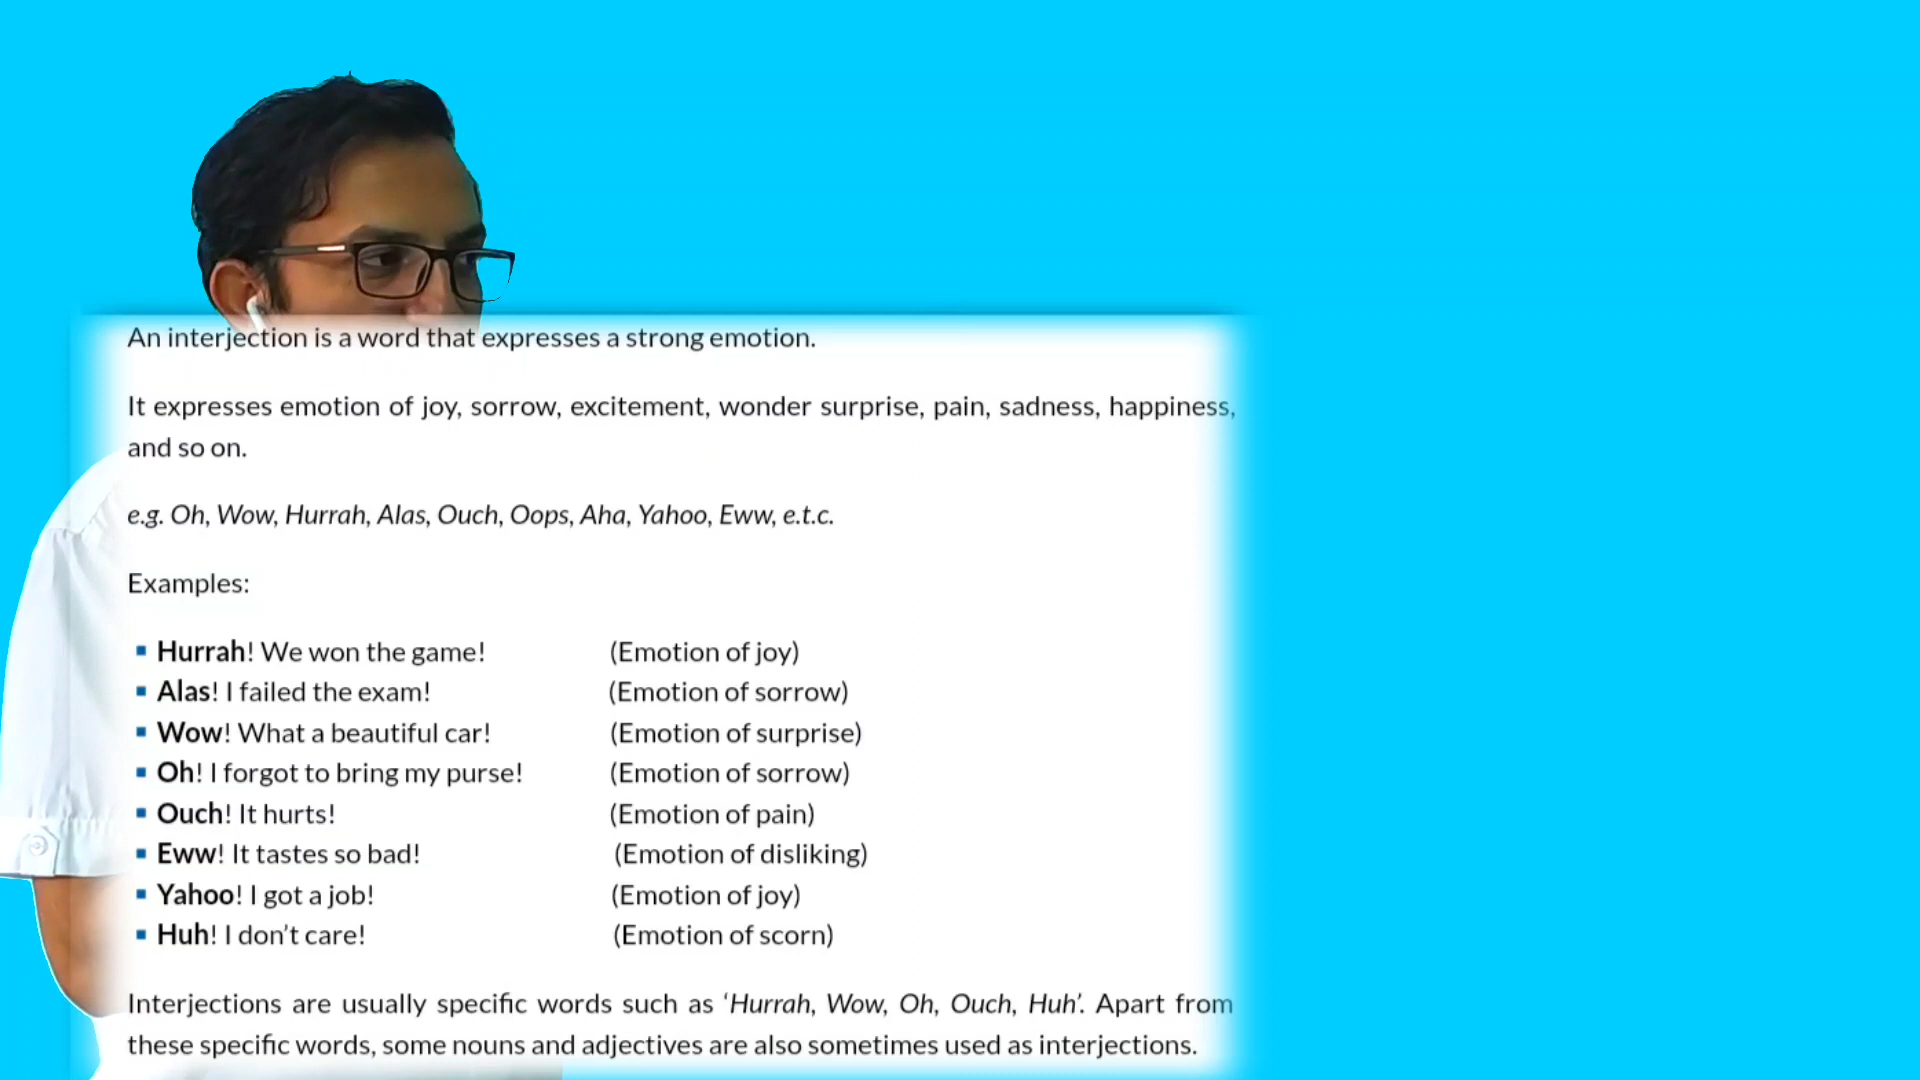 An interjection is a word that expresses a strong emotion.
It expresses emotion of joy, sorrow, excitement, wonder surprise, pain, sadness, happiness,
and so on.
e.g. Oh, Wow, Hurrah, Alas, Ouch, Oops, Aha, Yahoo, Eww, e.t.c.
Examples:
▪ Hurrah! We won the game! (Emotion of joy)
▪ Alas! I failed the exam! (Emotion of sorrow)
▪ Wow! What a beautiful car! (Emotion of surprise)
▪ Oh! I forgot to bring my purse! (Emotion of sorrow)
▪ Ouch! It hurts! (Emotion of pain)
▪ Eww! It tastes so bad! (Emotion of disliking)
▪ Yahoo! I got a job! (Emotion of joy)
▪ Huh! I don’t care! (Emotion of scorn)
Interjections are usually specific words such as ‘Hurrah, Wow, Oh, Ouch, Huh’. Apart from
these specific words, some nouns and adjectives are also sometimes used as interjections.